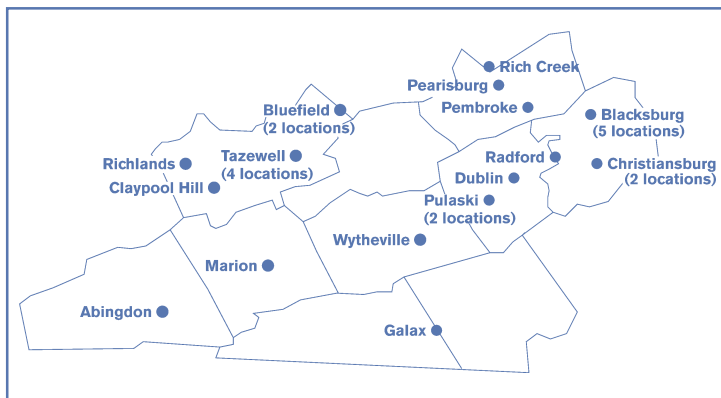 Rich Creek
Pearisburg
Pembroke
Bluefield
(2 locations)
Blacksburg
(5 locations)
Richlands
Tazewell
(4 locations)
Claypool Hill
Radford
Christiansburg
(2 locations)
Dublin
Pulaski
(2 locations)
Wytheville
Marion
Abingdon
Galax